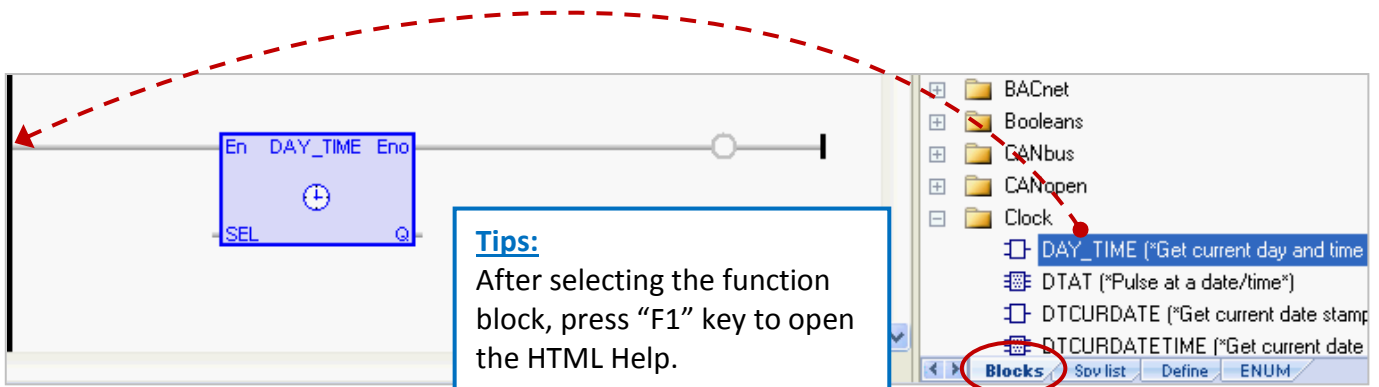 BACnet
Booleans
CANbus
CANopen
Clock
DAY_TIME (*Get current day and time
DTAT (*Pulse at a date/time*)
DTCURDATE (*Get current date stamp
DTCURDATETIME (*Get current date
Blocks Spy list Define ENUM
En DAY_TIME Eno
SEL Q
Tips:
After selecting the function
block, press “F1” key to open
the HTML Help.